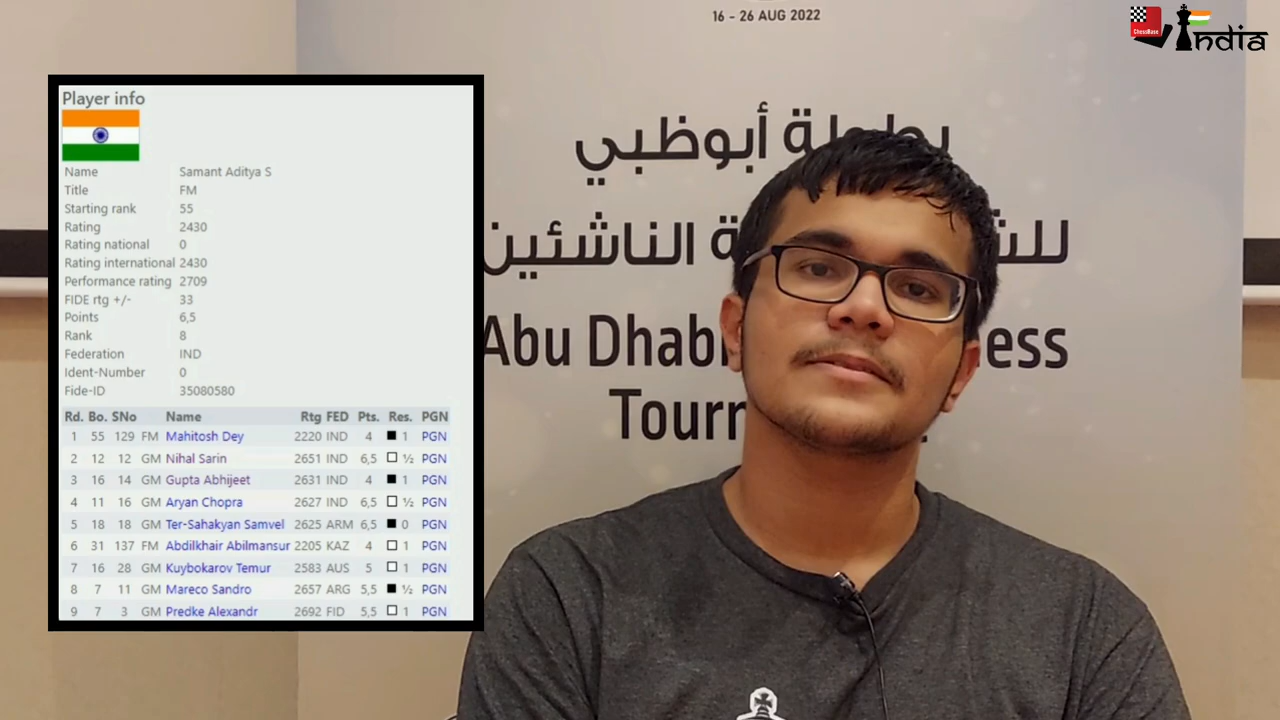 16 - 26 AUG 2022
ChessBase
India
بطولة أبوظبي
الناشئين
Abu Dhabi
ess
Tourn
Player info
Name Samant Aditya S
Title FM
Starting rank 55
Rating 2430
Rating national 0
Rating international 2430
Performance rating 2709
FIDE rtg +/- 33
Points 6,5
Rank 8
Federation IND
Ident-Number 0
Fide-ID 35080580
Rd. Bo. SNo Name Rtg FED Pts. Res. PGN
1 55 129 FM Mahitosh Dey 2220 IND 4 1 PGN
2 12 12 GM Nihal Sarin 2651 IND 6,5 ½ PGN
3 16 14 GM Gupta Abhijeet 2631 IND 4 1 PGN
4 11 16 GM Aryan Chopra 2627 IND 6,5 ½ PGN
5 18 18 GM Ter-Sahakyan Samvel 2625 ARM 6,5 0 PGN
6 31 137 FM Abdilkhair Abilmansur 2205 KAZ 4 1 PGN
7 16 28 GM Kuybokarov Temur 2583 AUS 5 1 PGN
8 7 11 GM Mareco Sandro 2657 ARG 5,5 ½ PGN
9 7 3 GM Predke Alexandr 2692 FID 5,5 1 PGN